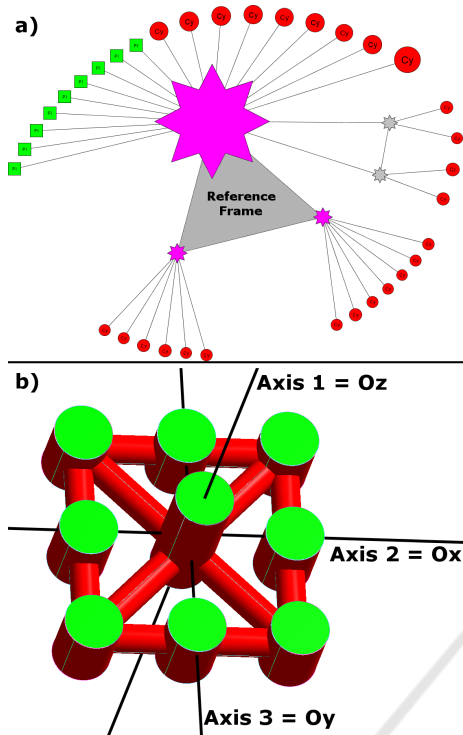 a)
Cy
Cy
Cy
Cy
Cy
Cy
Cy
Cy
Cy
Reference
Frame
b)
Axis 1 = Oz
Axis 2 = Ox
Axis 3 = Oy